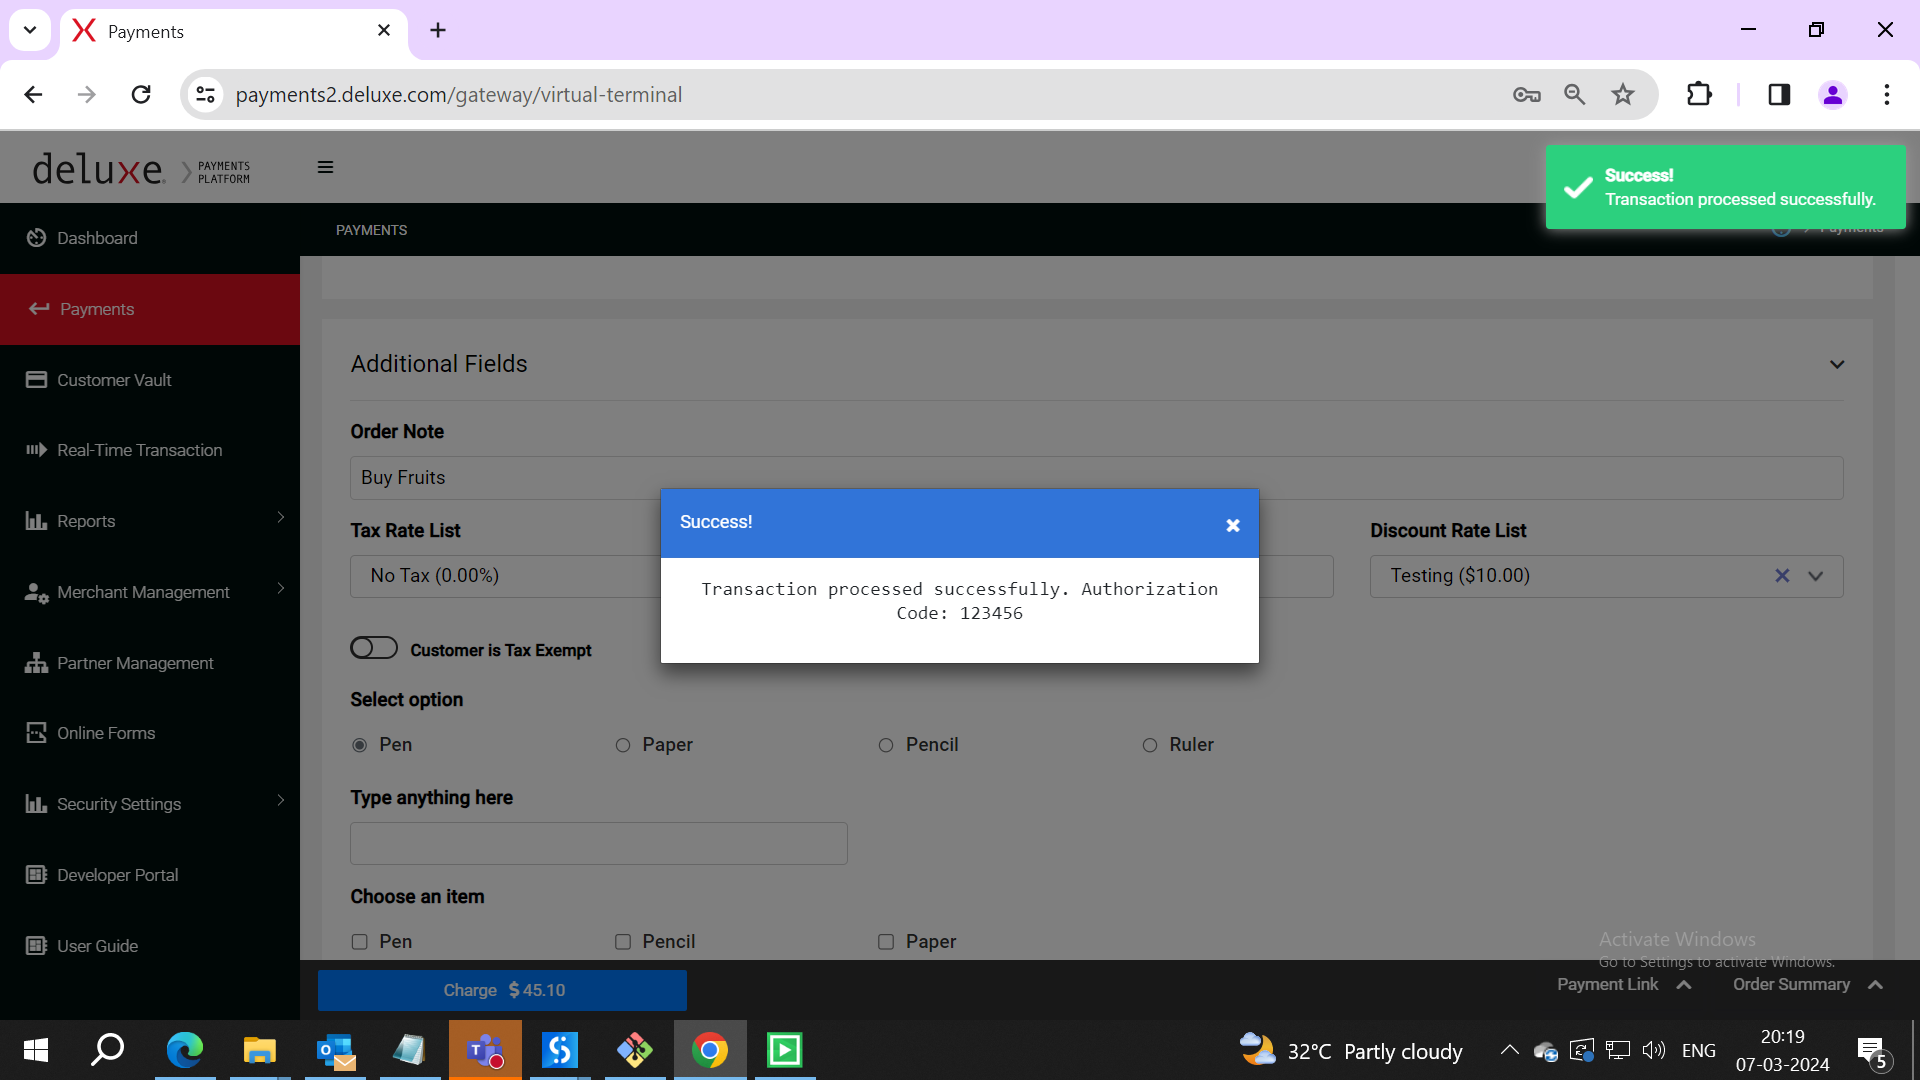 Payments
payments2.deluxe.com/gateway/virtual-terminal
deluxe.
PAYMENTS
PLATFORM
Success!
Transaction processed successfully.
PAYMENTS
Payments
Dashboard
Payments
Customer Vault
Real-Time Transaction
Reports
Merchant Management
Partner Management
Online Forms
Security Settings
Developer Portal
User Guide
Additional Fields
Order Note
Buy Fruits
Tax Rate List
Discount Rate List
No Tax (0.00%)
Testing ($10.00)
Success!
Transaction processed successfully. Authorization
Code: 123456
Customer is Tax Exempt
Select option
Pen Paper Pencil Ruler
Type anything here
Choose an item
Pen Pencil Paper
Activate Windows
Go to Settings to activate Windows.
Charge $ 45.10
Payment Link Order Summary
32°C Partly cloudy
ENG
20:19
07-03-2024
5